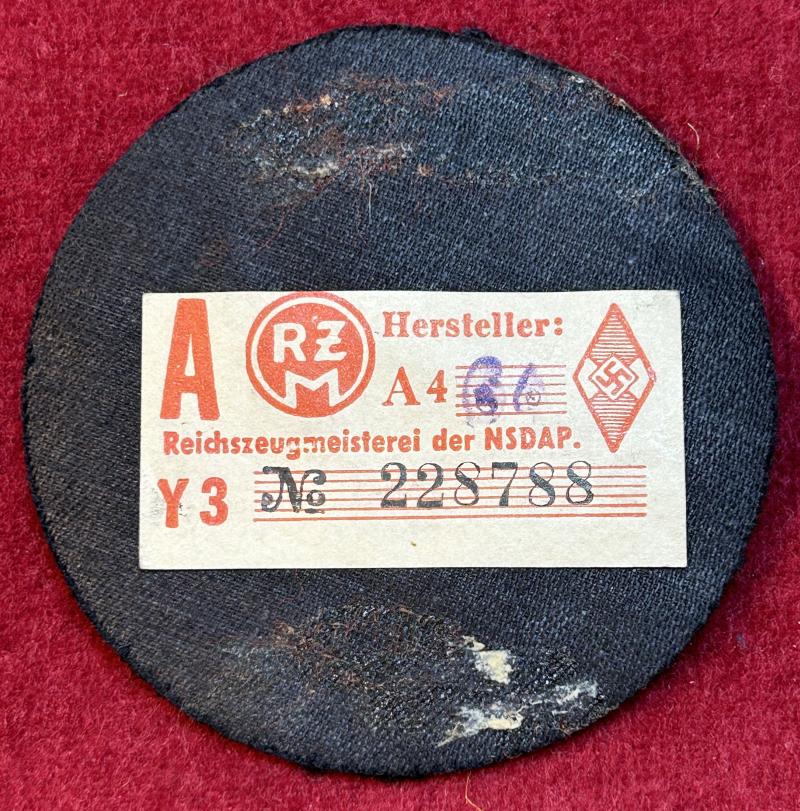 A RZM Hersteller:
A4
Reichszeugmeisterei der NSDAP.
Y3 No 228788